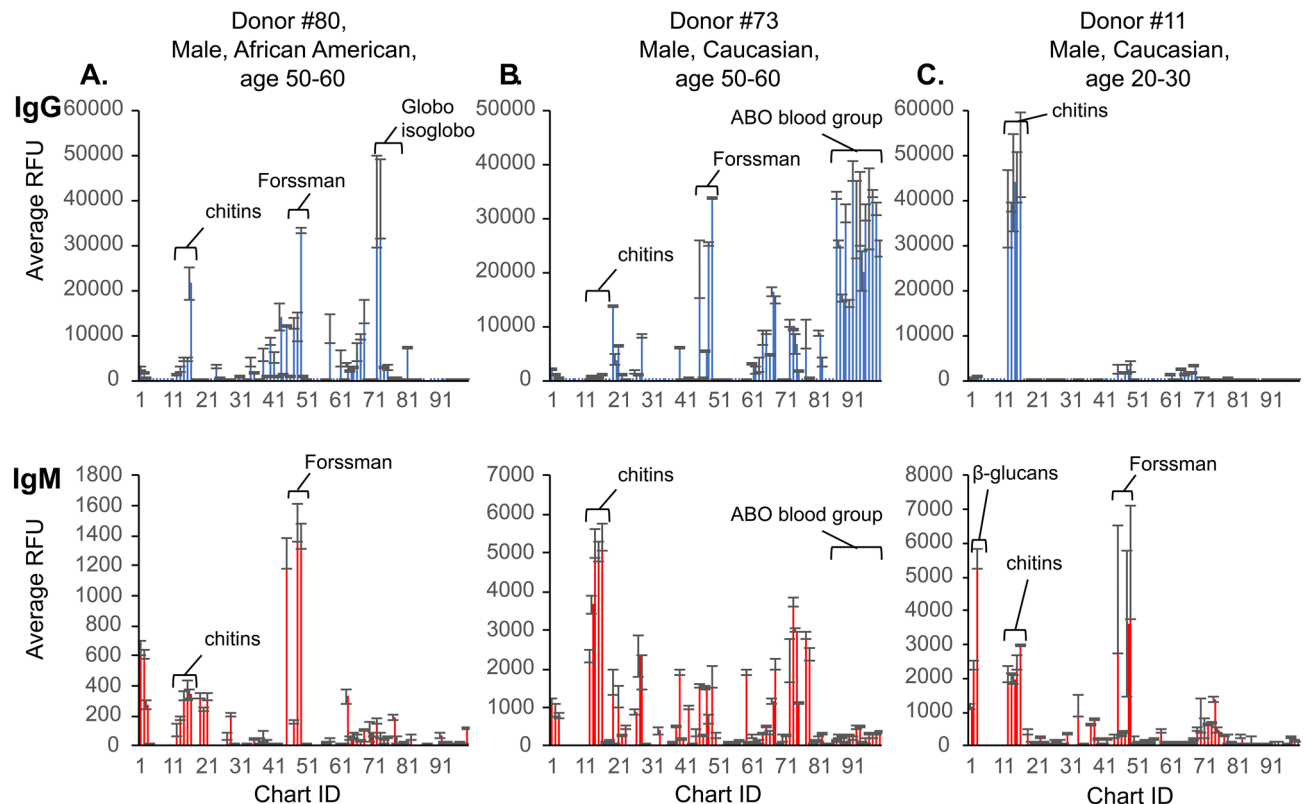 Donor #80,
Male, African American,
age 50-60
Donor #73
Male, Caucasian,
age 50-60
Donor #11
Male, Caucasian,
age 20-30
A.
B.
C.
IgG
Average RFU
60000
50000
40000
30000
20000
10000
0
chitins
Forssman
Globo
isoglobo
1 11 21 31 41 51 61 71 81 91
50000
40000
30000
20000
10000
0
chitins
Forssman
ABO blood group
1 11 21 31 41 51 61 71 81 91
60000
50000
40000
30000
20000
10000
0
chitins
1 11 21 31 41 51 61 71 81 91
IgM
Average RFU
1800
1600
1400
1200
1000
800
600
400
200
0
chitins
Forssman
1 11 21 31 41 51 61 71 81 91
Chart ID
7000
6000
5000
4000
3000
2000
1000
0
chitins
ABO blood group
1 11 21 31 41 51 61 71 81 91
Chart ID
8000
7000
6000
5000
4000
3000
2000
1000
0
β-glucans
chitins
Forssman
1 11 21 31 41 51 61 71 81 91
Chart ID